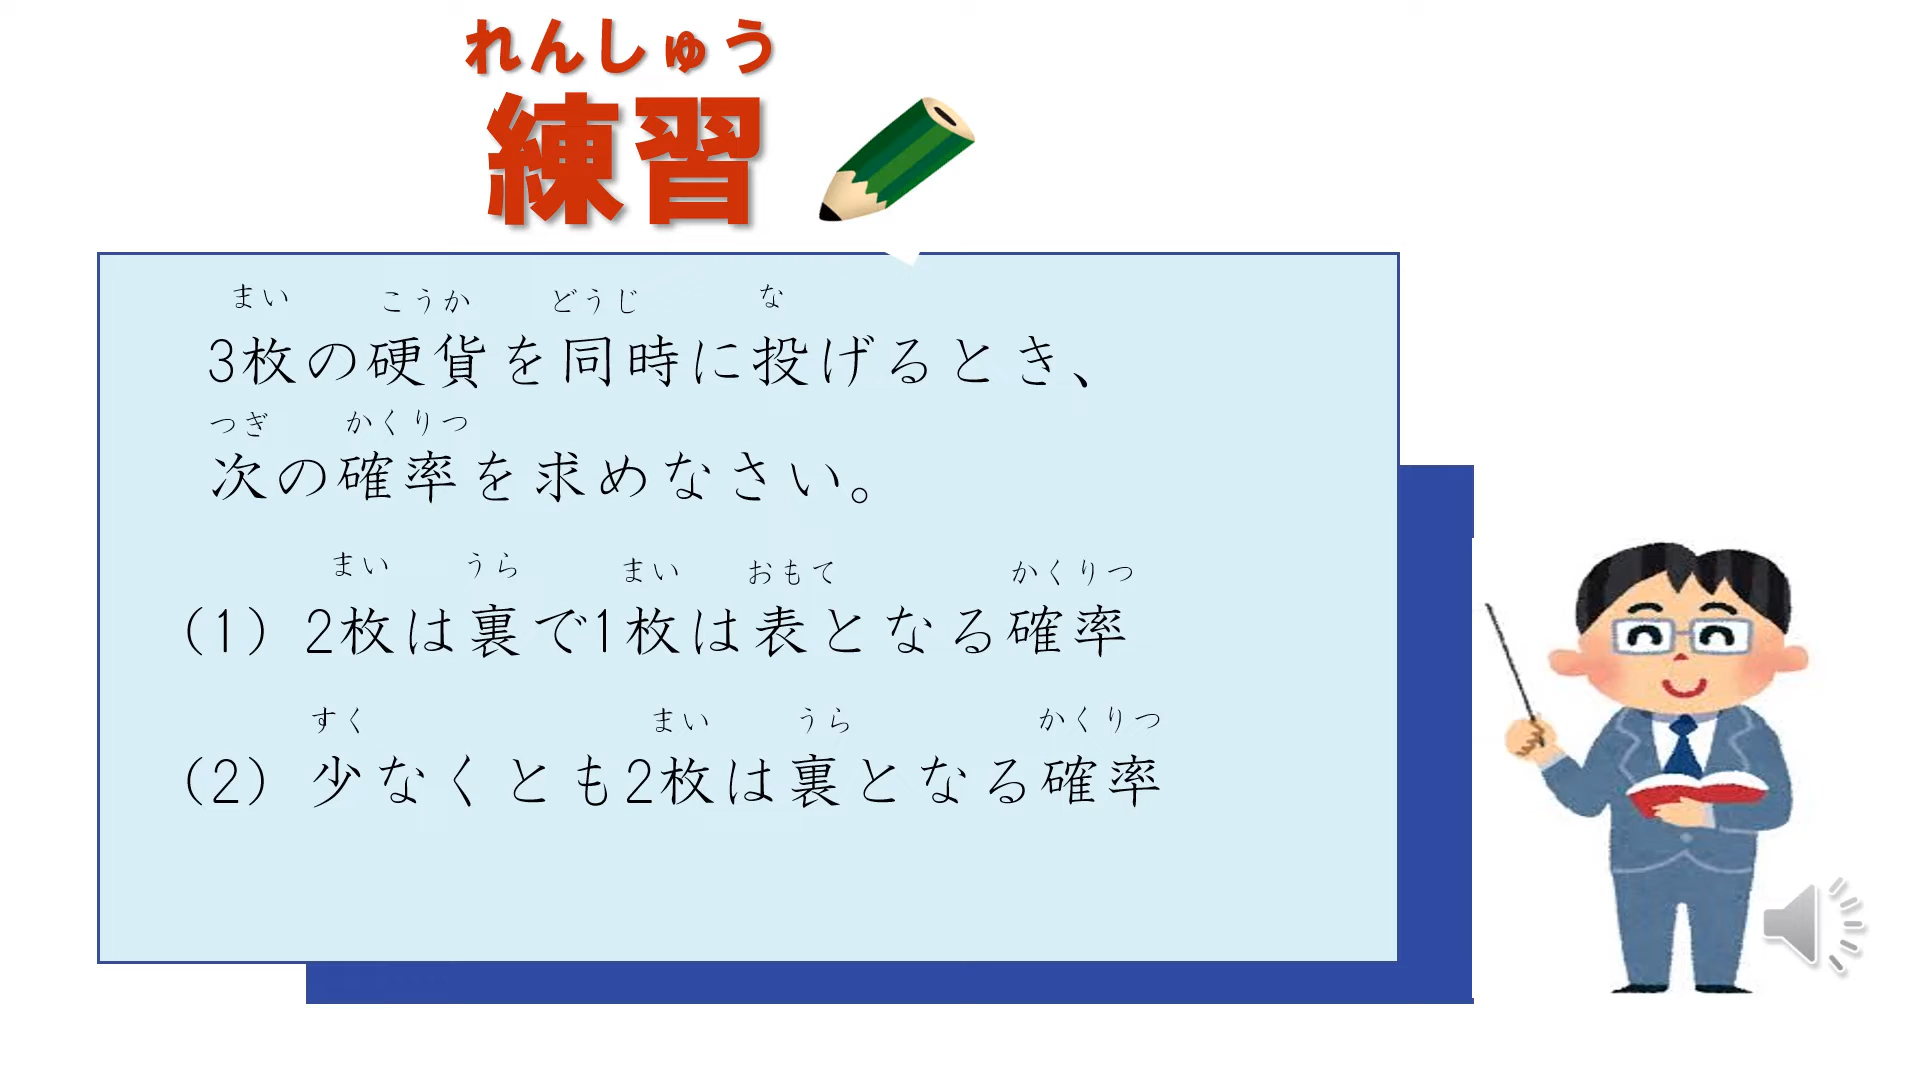 れんしゅう
練習
まい こうか どうじ な
3枚の硬貨を同時に投げるとき、
つぎ かくりつ
次の確率を求めなさい。
まい うら まい おもて かくりつ
(1) 2枚は裏で1枚は表となる確率
すく まい うら かくりつ
(2) 少なくとも2枚は裏となる確率